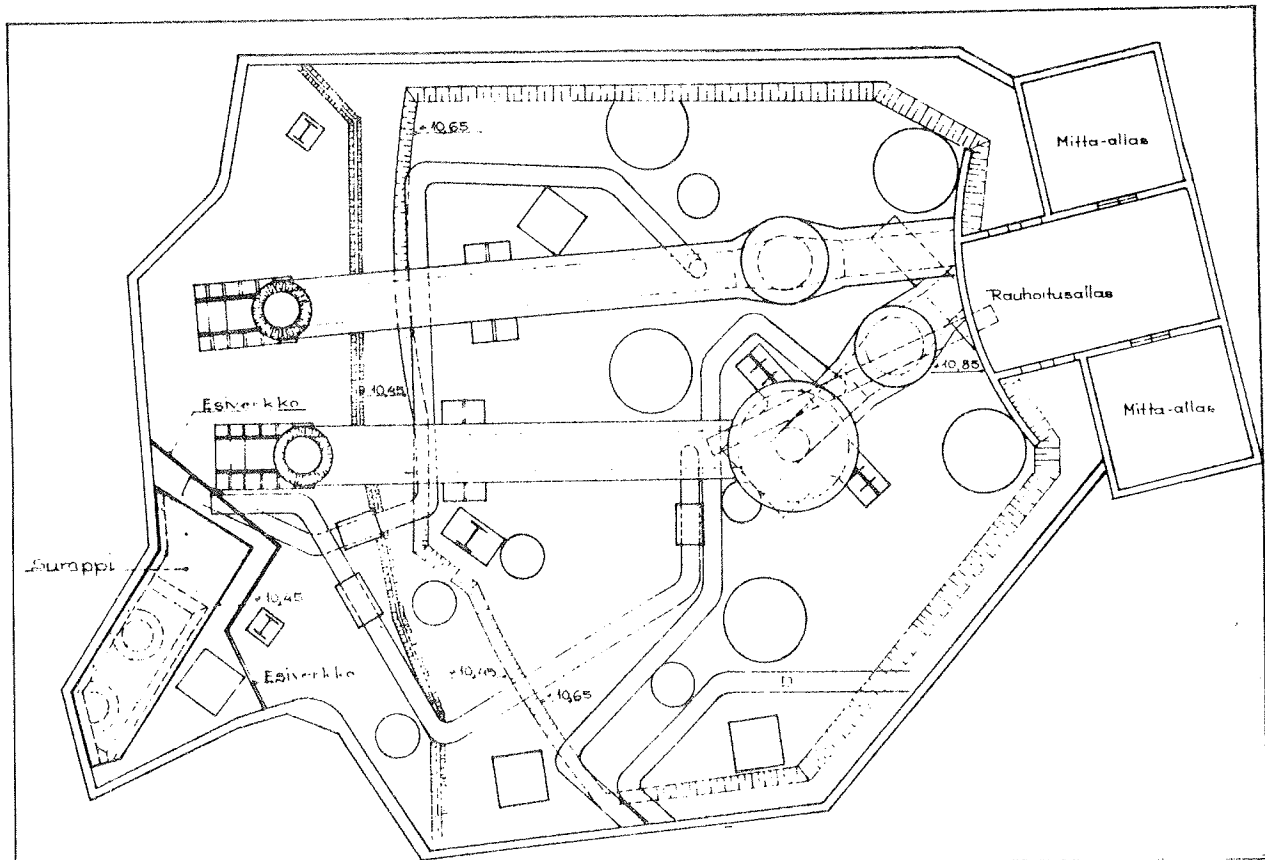 +10,65
Mitta-allas
Rauhoitusallas
+10,85
+10,45
Esiverkko
Mitta-allas
Sumppi
+10,45
Esiverkko
+10,45
+10,65